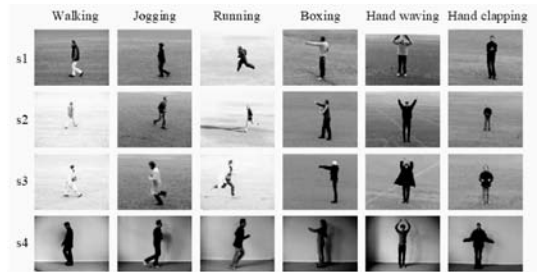 Walking Jogging Running Boxing Hand waving Hand clapping
s1
s2
s3
s4